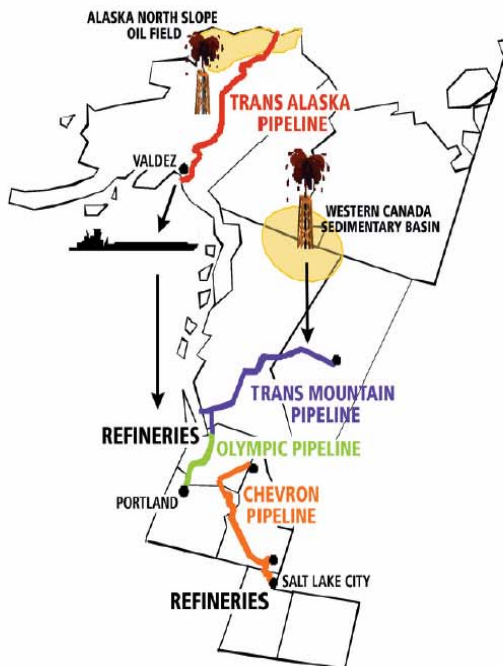 ALASKA NORTH SLOPE
OIL FIELD
TRANS ALASKA
PIPELINE
VALDEZ
WESTERN CANADA
SEDIMENTARY BASIN
TRANS MOUNTAIN
PIPELINE
REFINERIES
OLYMPIC PIPELINE
PORTLAND
CHEVRON
PIPELINE
SALT LAKE CITY
REFINERIES